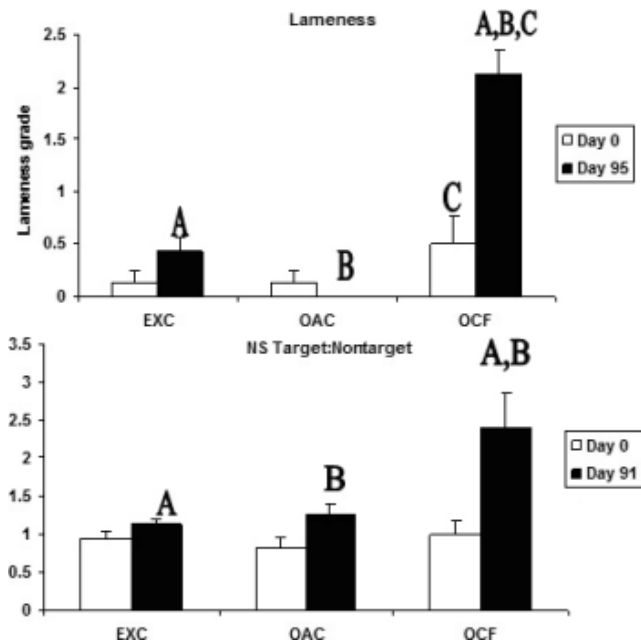 Lameness
A,B,C
2.5
2
1.5
1
0.5
0
Lameness grade
A
B
C
Day 0
Day 95
EXC OAC OCF
NS Target:Nontarget
A,B
3.5
3
2.5
2
1.5
1
0.5
0
A
B
Day 0
Day 91
EXC OAC OCF